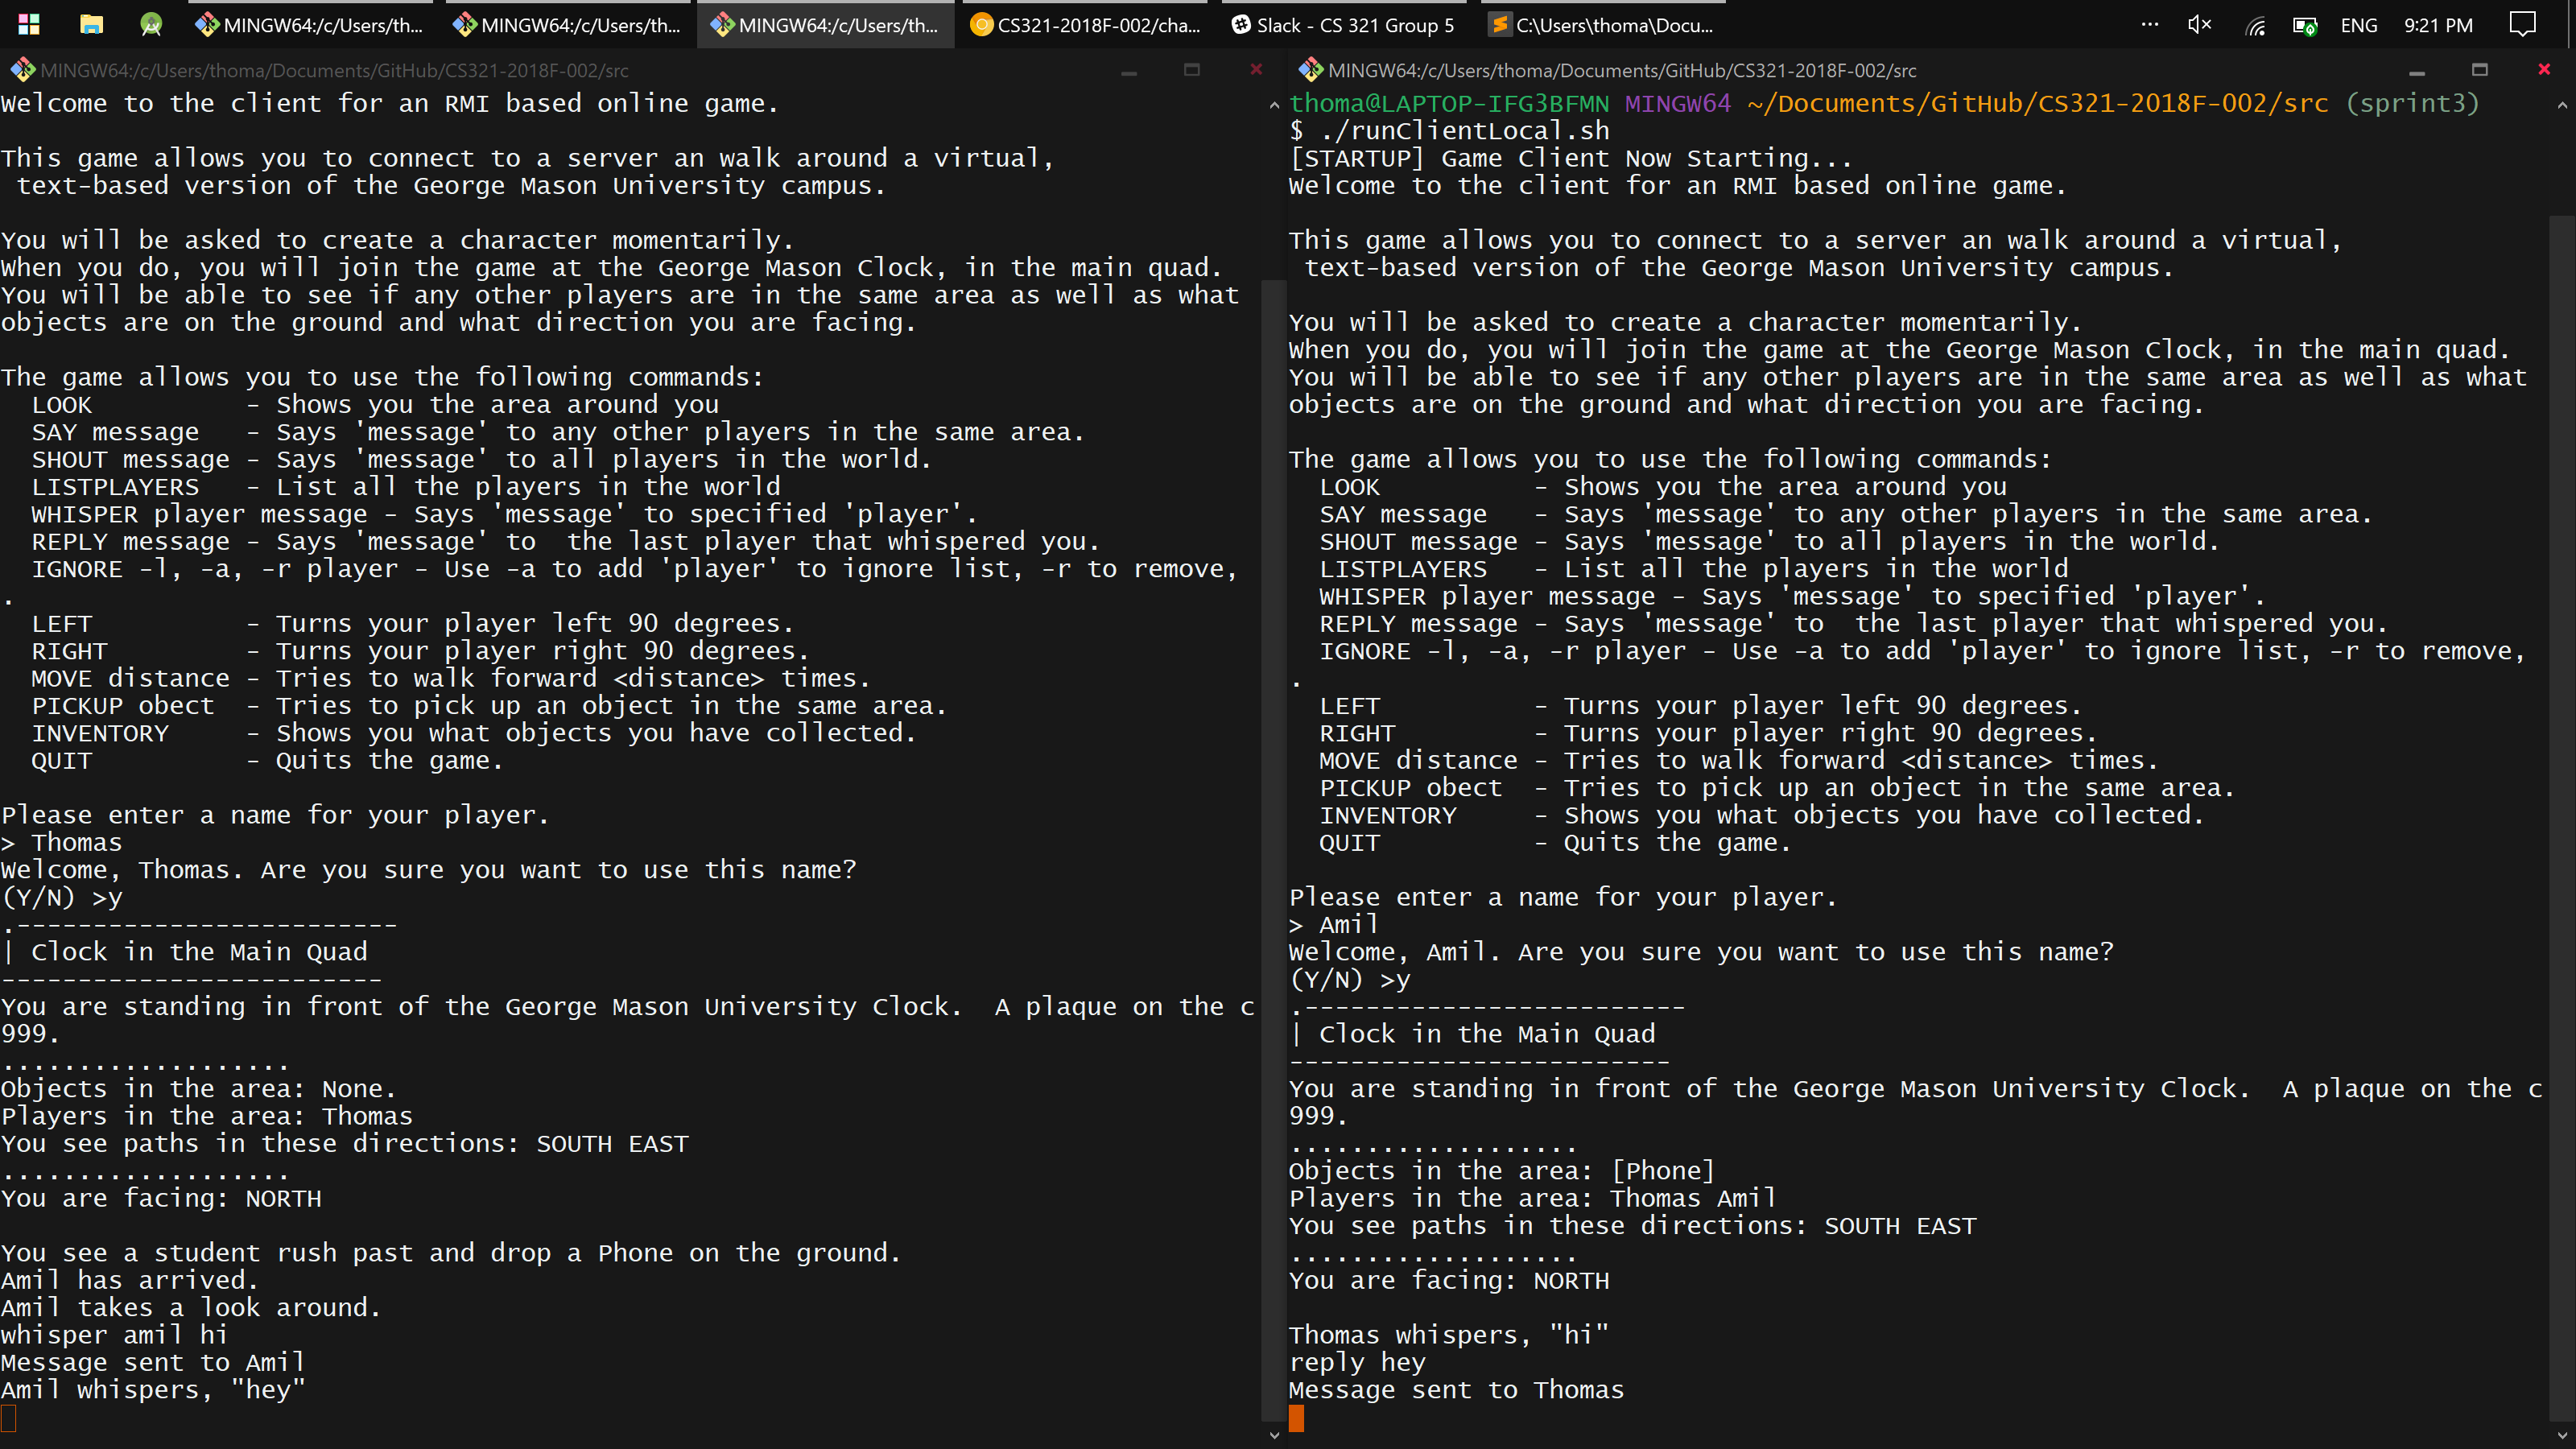 MINGW64:/c/Users/th...
MINGW64:/c/Users/th...
MINGW64:/c/Users/th...
CS321-2018F-002/cha...
Slack - CS 321 Group 5
C:\Users\thoma\Docu...
ENG
9:21 PM
MINGW64:/c/Users/thoma/Documents/GitHub/CS321-2018F-002/src
Welcome to the client for an RMI based online game.
This game allows you to connect to a server an walk around a virtual,
 text-based version of the George Mason University campus.
You will be asked to create a character momentarily.
When you do, you will join the game at the George Mason Clock, in the main quad.
You will be able to see if any other players are in the same area as well as what
objects are on the ground and what direction you are facing.
The game allows you to use the following commands:
  LOOK          - Shows you the area around you
  SAY message   - Says 'message' to any other players in the same area.
  SHOUT message - Says 'message' to all players in the world.
  LISTPLAYERS   - List all the players in the world
  WHISPER player message - Says 'message' to specified 'player'.
  REPLY message - Says 'message' to  the last player that whispered you.
  IGNORE -l, -a, -r player - Use -a to add 'player' to ignore list, -r to remove,
.
  LEFT          - Turns your player left 90 degrees.
  RIGHT         - Turns your player right 90 degrees.
  MOVE distance - Tries to walk forward <distance> times.
  PICKUP obect  - Tries to pick up an object in the same area.
  INVENTORY     - Shows you what objects you have collected.
  QUIT          - Quits the game.
Please enter a name for your player.
> Thomas
Welcome, Thomas. Are you sure you want to use this name?
(Y/N) >y
.-------------------------
| Clock in the Main Quad
-------------------------
You are standing in front of the George Mason University Clock.  A plaque on the c
999.
...................
Objects in the area: None.
Players in the area: Thomas
You see paths in these directions: SOUTH EAST
...................
You are facing: NORTH
You see a student rush past and drop a Phone on the ground.
Amil has arrived.
Amil takes a look around.
whisper amil hi
Message sent to Amil
Amil whispers, "hey"
MINGW64:/c/Users/thoma/Documents/GitHub/CS321-2018F-002/src
thoma@LAPTOP-IFG3BFMN MINGW64 ~/Documents/GitHub/CS321-2018F-002/src (sprint3)
$ ./runClientLocal.sh
[STARTUP] Game Client Now Starting...
Welcome to the client for an RMI based online game.
This game allows you to connect to a server an walk around a virtual,
 text-based version of the George Mason University campus.
You will be asked to create a character momentarily.
When you do, you will join the game at the George Mason Clock, in the main quad.
You will be able to see if any other players are in the same area as well as what
objects are on the ground and what direction you are facing.
The game allows you to use the following commands:
  LOOK          - Shows you the area around you
  SAY message   - Says 'message' to any other players in the same area.
  SHOUT message - Says 'message' to all players in the world.
  LISTPLAYERS   - List all the players in the world
  WHISPER player message - Says 'message' to specified 'player'.
  REPLY message - Says 'message' to  the last player that whispered you.
  IGNORE -l, -a, -r player - Use -a to add 'player' to ignore list, -r to remove,
.
  LEFT          - Turns your player left 90 degrees.
  RIGHT         - Turns your player right 90 degrees.
  MOVE distance - Tries to walk forward <distance> times.
  PICKUP obect  - Tries to pick up an object in the same area.
  INVENTORY     - Shows you what objects you have collected.
  QUIT          - Quits the game.
Please enter a name for your player.
> Amil
Welcome, Amil. Are you sure you want to use this name?
(Y/N) >y
.-------------------------
| Clock in the Main Quad
-------------------------
You are standing in front of the George Mason University Clock.  A plaque on the c
999.
...................
Objects in the area: [Phone]
Players in the area: Thomas Amil
You see paths in these directions: SOUTH EAST
...................
You are facing: NORTH
Thomas whispers, "hi"
reply hey
Message sent to Thomas